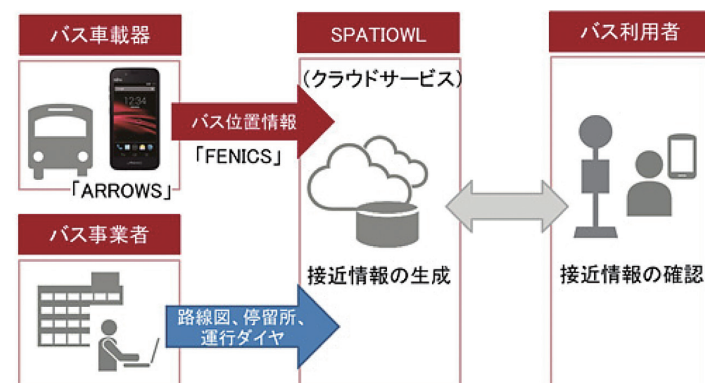 バス車載器
「ARROWS」
バス位置情報
「FENICS」
バス事業者
路線図、停留所、
運行ダイヤ
SPATIOWL
(クラウドサービス)
接近情報の生成
バス利用者
接近情報の確認
12:34